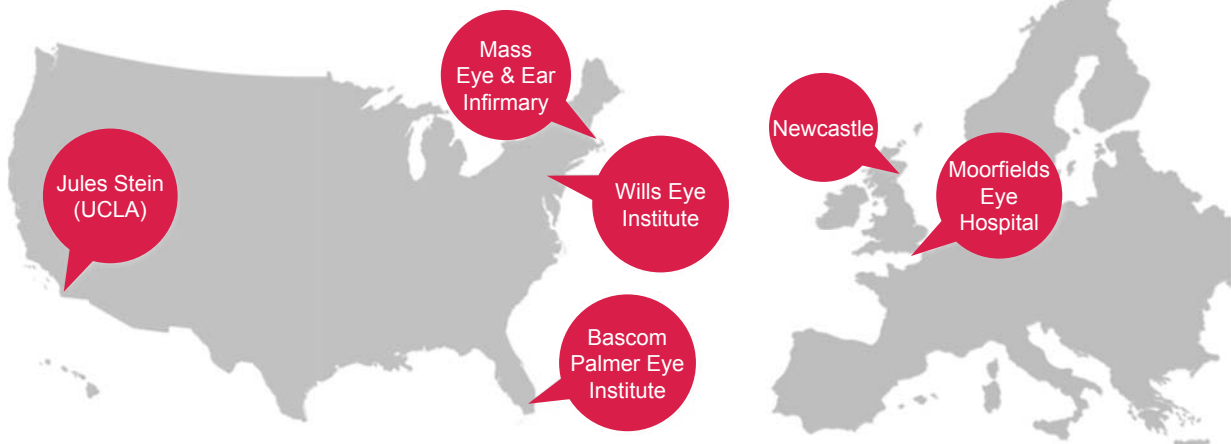 Mass
Eye & Ear
Infirmary
Jules Stein
(UCLA)
Wills Eye
Institute
Bascom
Palmer Eye
Institute
Newcastle
Moorfields
Eye
Hospital